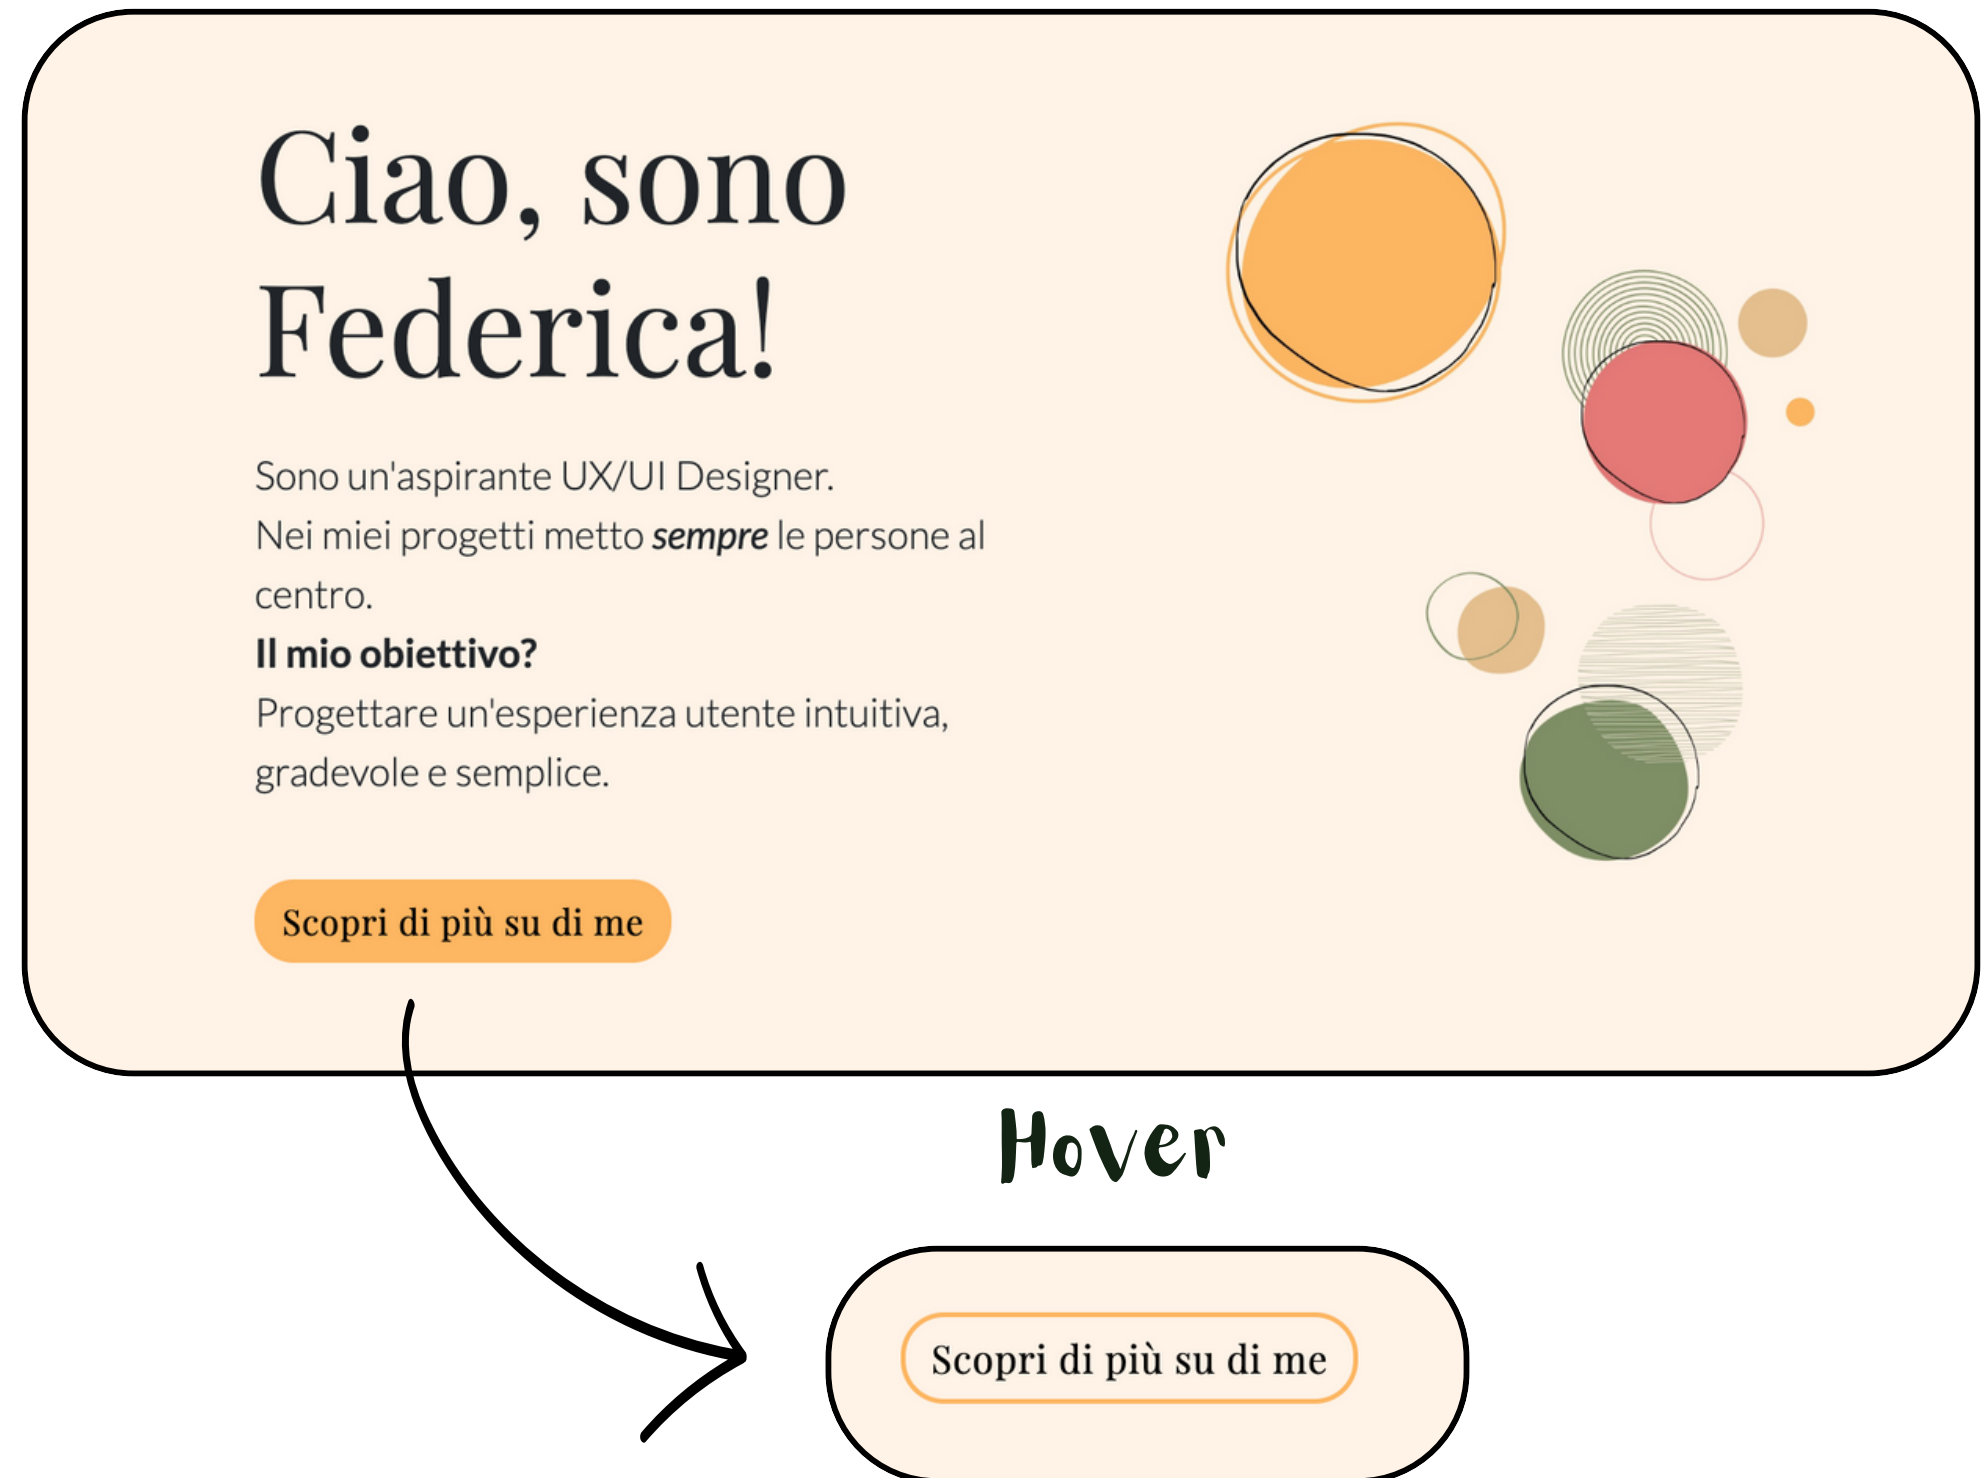 Ciao, sono
Federica!
Sono un'aspirante UX/UI Designer.
Nei miei progetti metto sempre le persone al
centro.
Il mio obiettivo?
Progettare un'esperienza utente intuitiva,
gradevole e semplice.
Scopri di più su di me
Hover
Scopri di più su di me